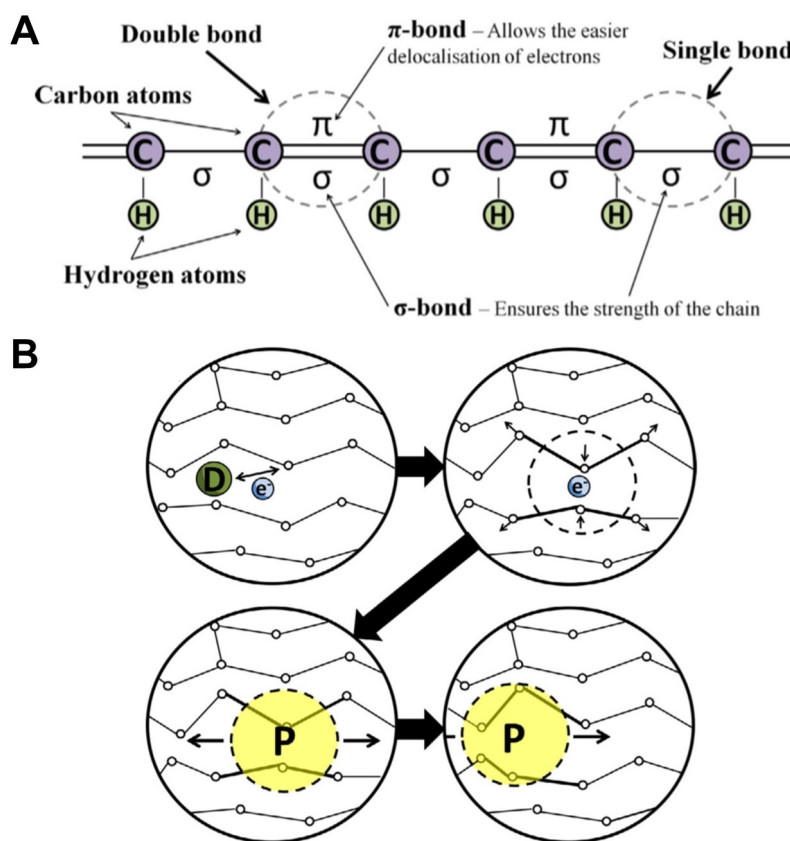 A
Double bond
π-bond – Allows the easier
delocalisation of electrons
Single bond
Carbon atoms
π π
C C C C C C
σ σ σ σ σ
H H H H H H
Hydrogen atoms
σ-bond – Ensures the strength of the chain
B
D e⁻
e⁻
P
P